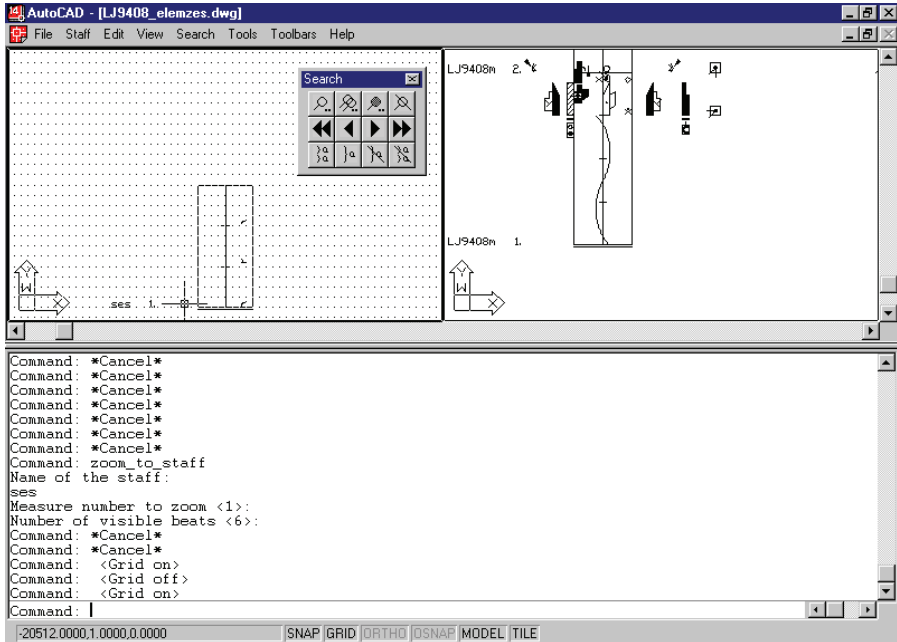 AutoCAD - [LJ9408_elemzes.dwg]
File Staff Edit View Search Tools Toolbars Help
Search
LJ9408m 2.
LJ9408m 1.
W
X
ses 1.
W
X
Command: *Cancel*
Command: *Cancel*
Command: *Cancel*
Command: *Cancel*
Command: *Cancel*
Command: *Cancel*
Command: *Cancel*
Command: zoom_to_staff
Name of the staff:
ses
Measure number to zoom <1>:
Number of visible beats <6>:
Command: *Cancel*
Command: *Cancel*
Command: <Grid on>
Command: <Grid off>
Command: <Grid on>
Command:
-20512.0000,1.0000,0.0000 SNAP GRID ORTHO OSNAP MODEL TILE